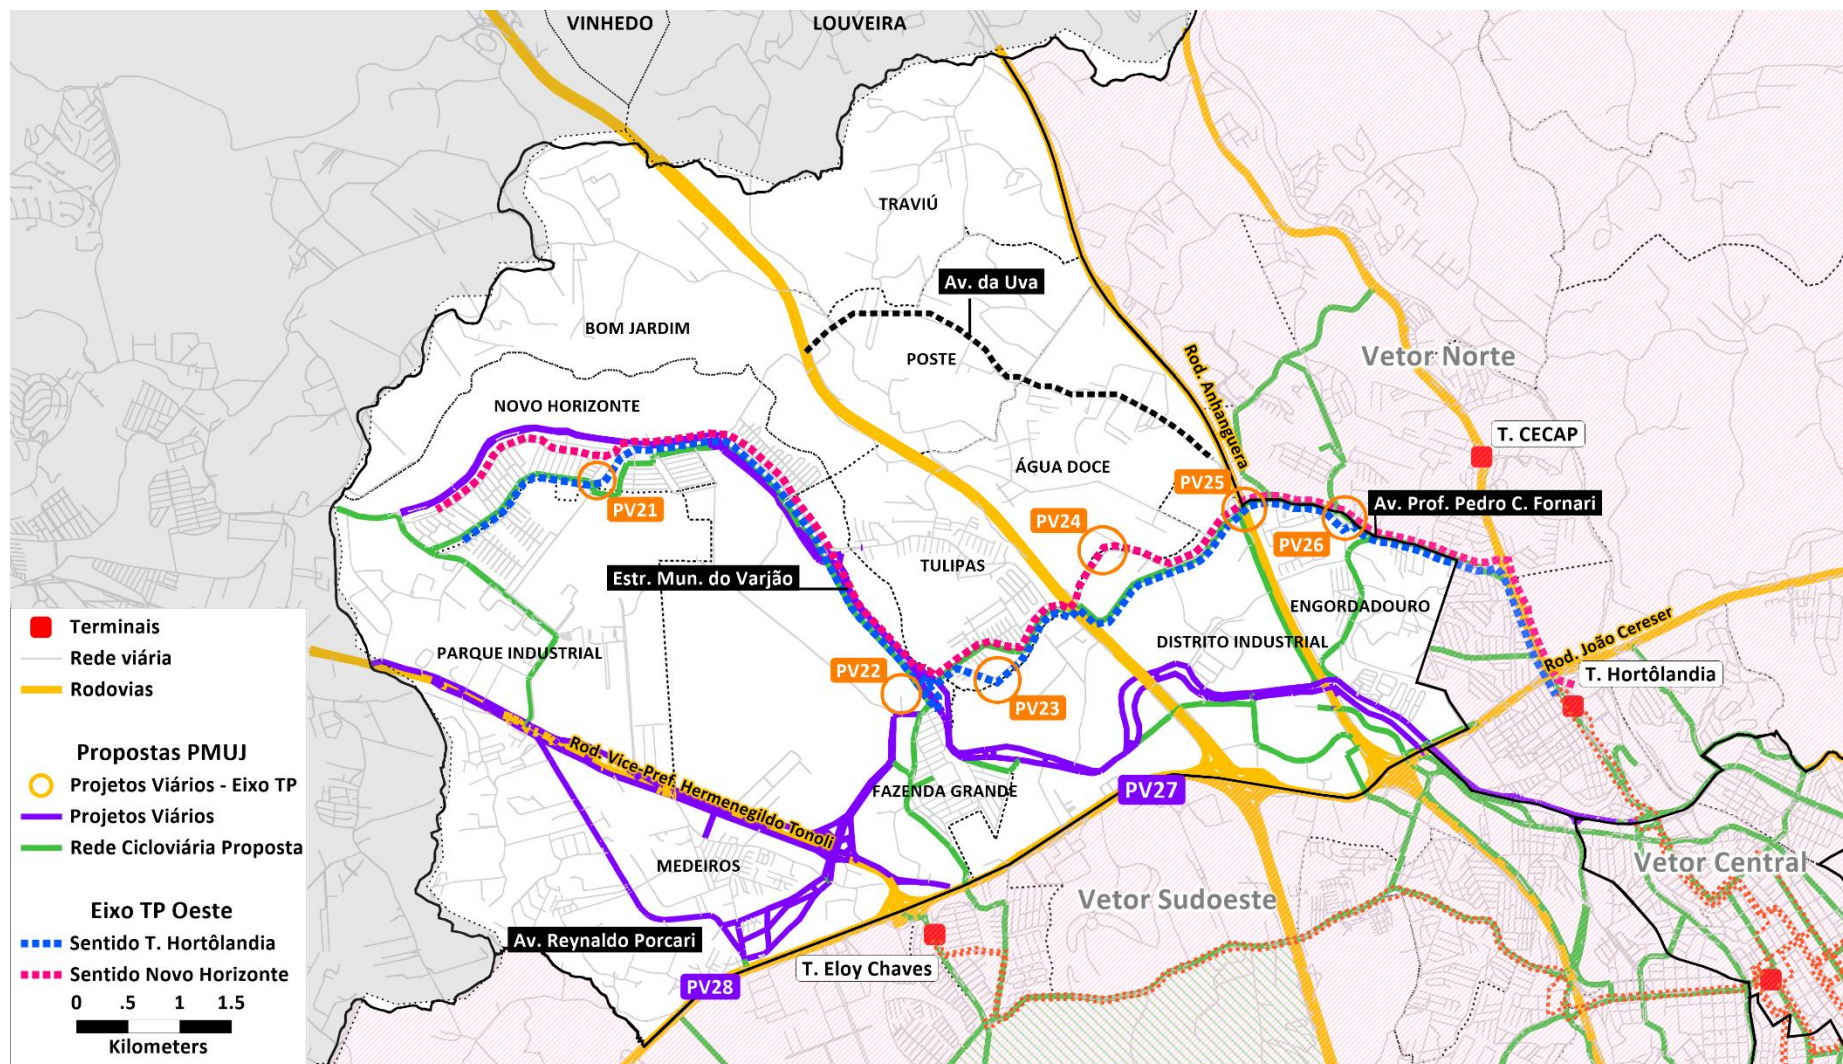 VINHEDO
LOUVEIRA
TRAVIÚ
Av. da Uva
BOM JARDIM
POSTE
Rod. Anhanguera
Vetor Norte
NOVO HORIZONTE
T. CECAP
ÁGUA DOCE
PV25
Av. Prof. Pedro C. Fornari
PV21
PV24
PV26
TULIPAS
Estr. Mun. do Varjão
ENGORDADOURO
DISTRITO INDUSTRIAL
Rod. João Cereser
PARQUE INDUSTRIAL
PV22
T. Hortôlandia
PV23
Rod. Vice-Pref. Hermenegildo Tonoli
FAZENDA GRANDE
PV27
MEDEIROS
Vetor Central
Vetor Sudoeste
Av. Reynaldo Porcari
T. Eloy Chaves
PV28
Terminais
Rede viária
Rodovias
Propostas PMUJ
Projetos Viários - Eixo TP
Projetos Viários
Rede Cicloviária Proposta
Eixo TP Oeste
Sentido T. Hortôlandia
Sentido Novo Horizonte
0 .5 1 1.5
Kilometers